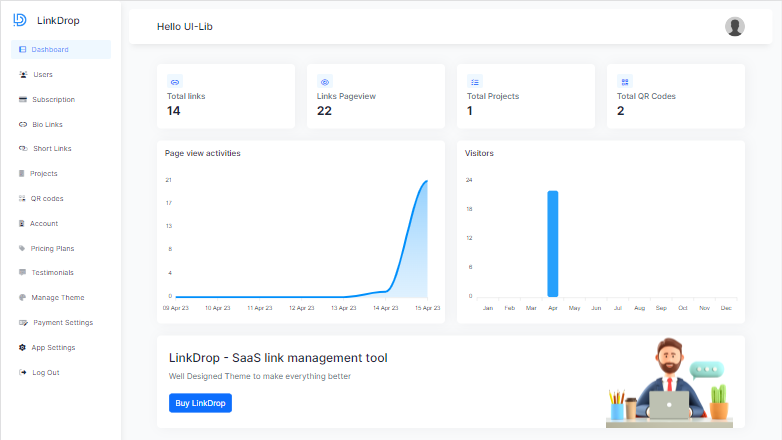 LinkDrop
Dashboard
Users
Subscription
Bio Links
Short Links
Projects
QR codes
Account
Pricing Plans
Testimonials
Manage Theme
Payment Settings
App Settings
Log Out
Hello UI-Lib
Total links
14
Links Pageview
22
Total Projects
1
Total QR Codes
2
Page view activities
21
17
13
8
4
0
09 Apr 23 10 Apr 23 11 Apr 23 12 Apr 23 13 Apr 23 14 Apr 23 15 Apr 23
Visitors
24
18
12
6
0
Jan Feb Mar Apr May Jun Jul Aug Sep Oct Nov Dec
LinkDrop - SaaS link management tool
Well Designed Theme to make everything better
Buy LinkDrop